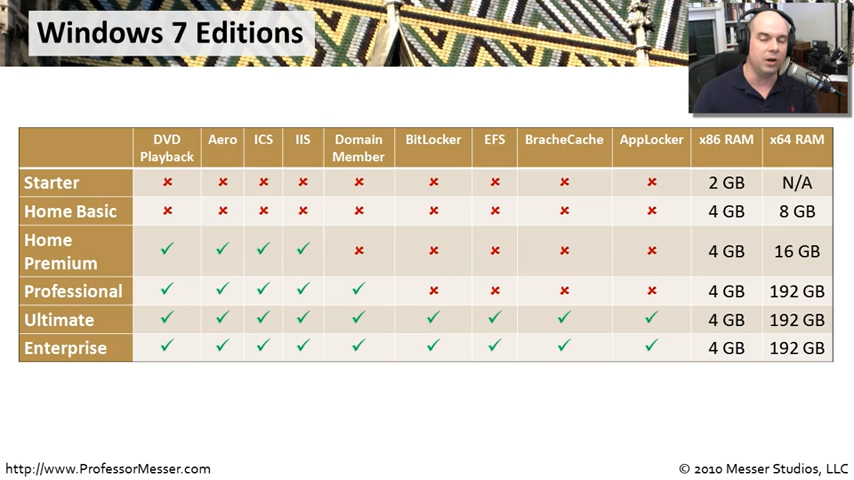 Windows 7 Editions
DVD Playback Aero ICS IIS Domain Member BitLocker EFS BracheCache AppLocker x86 RAM x64 RAM
Starter ✗ ✗ ✗ ✗ ✗ ✗ ✗ ✗ ✗ 2 GB N/A
Home Basic ✗ ✗ ✗ ✗ ✗ ✗ ✗ ✗ ✗ 4 GB 8 GB
Home Premium ✓ ✓ ✓ ✓ ✗ ✗ ✗ ✗ ✗ 4 GB 16 GB
Professional ✓ ✓ ✓ ✓ ✓ ✗ ✗ ✗ ✗ 4 GB 192 GB
Ultimate ✓ ✓ ✓ ✓ ✓ ✓ ✓ ✓ ✓ 4 GB 192 GB
Enterprise ✓ ✓ ✓ ✓ ✓ ✓ ✓ ✓ ✓ 4 GB 192 GB
http://www.ProfessorMesser.com
© 2010 Messer Studios, LLC